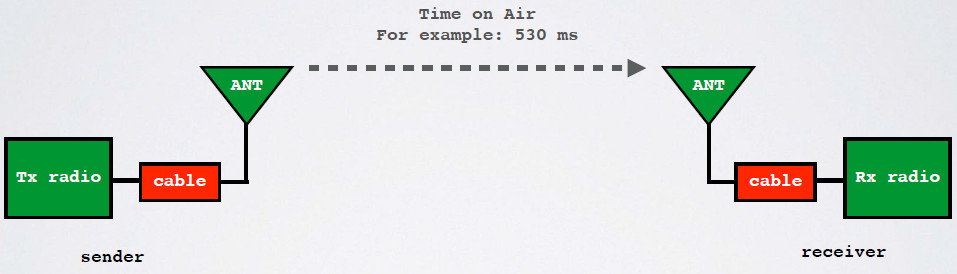 Time on Air
For example: 530 ms
ANT
ANT
Tx radio
cable
cable
Rx radio
sender
receiver